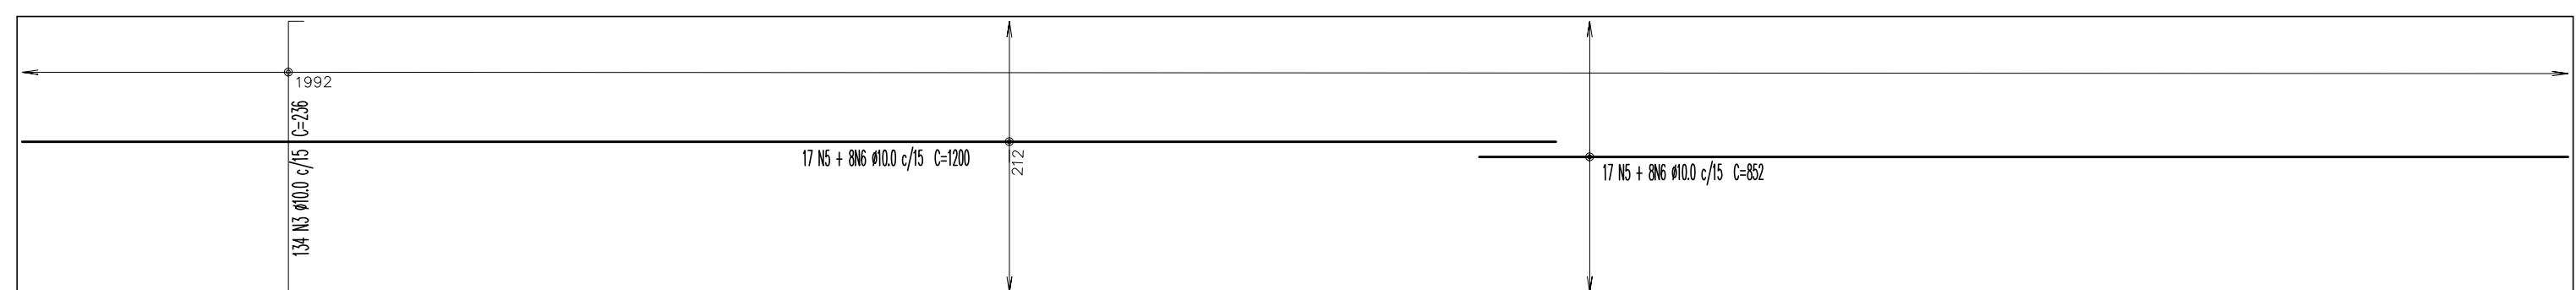 1992
134 N3 ø10.0 c/15 C=236
17 N5 + 8N6 ø10.0 c/15 C=1200
212
17 N5 + 8N6 ø10.0 c/15 C=852